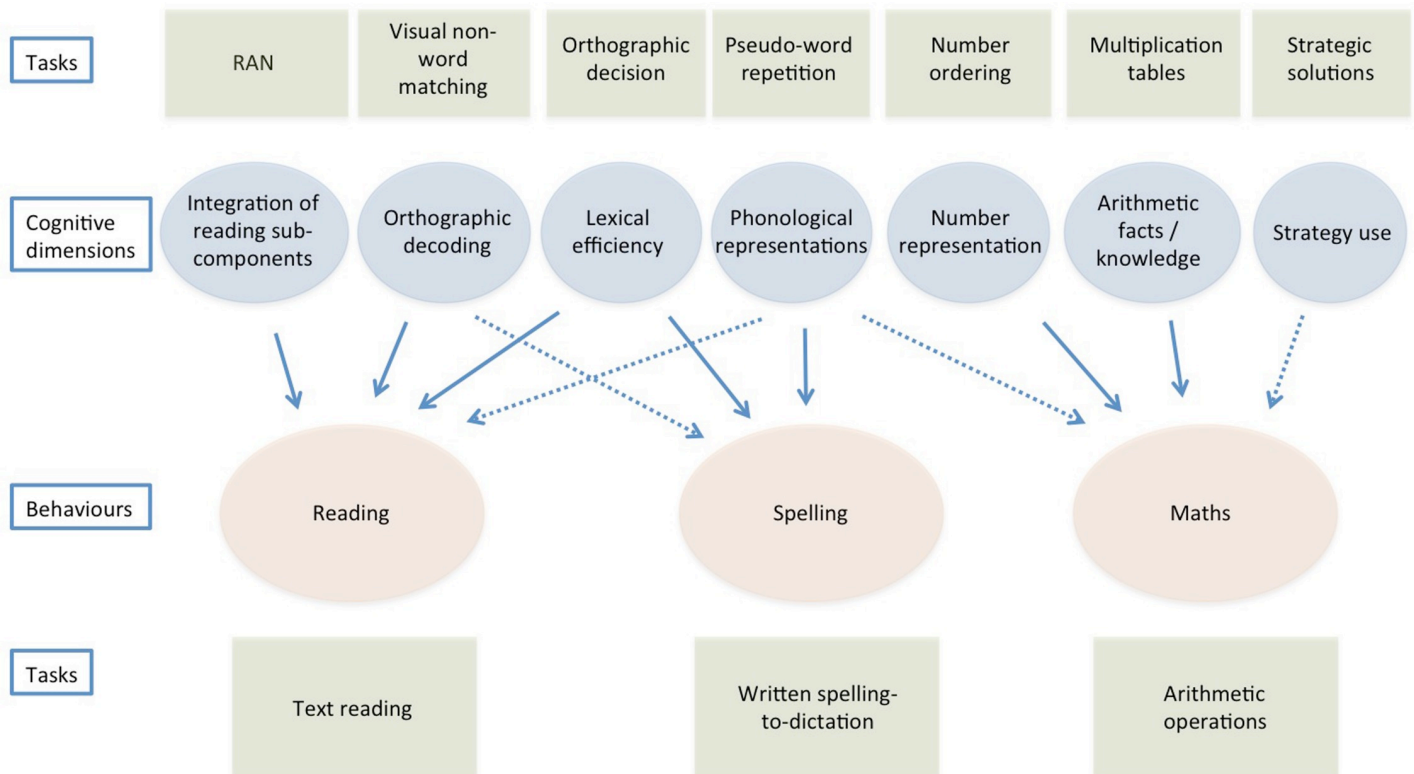 Tasks
RAN
Visual non-
word
matching
Orthographic
decision
Pseudo-word
repetition
Number
ordering
Multiplication
tables
Strategic
solutions
Cognitive
dimensions
Integration of
reading sub-
components
Orthographic
decoding
Lexical
efficiency
Phonological
representations
Number
representation
Arithmetic
facts /
knowledge
Strategy use
Behaviours
Reading
Spelling
Maths
Tasks
Text reading
Written spelling-
to-dictation
Arithmetic
operations